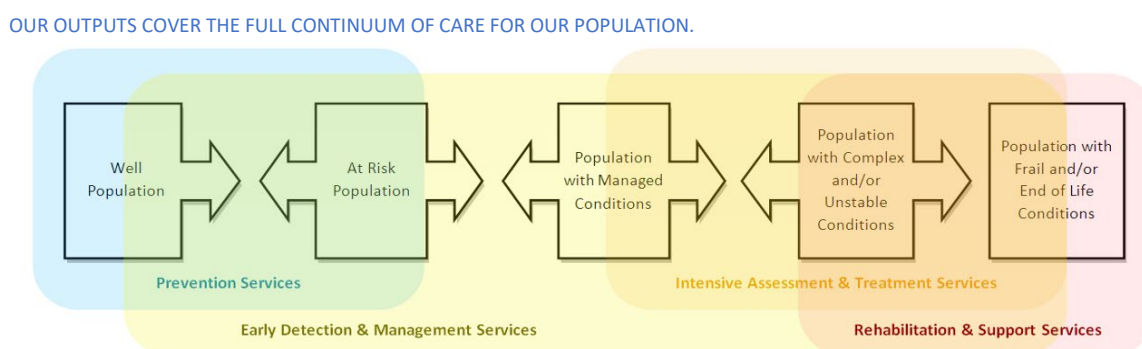 OUR OUTPUTS COVER THE FULL CONTINUUM OF CARE FOR OUR POPULATION.
Well
Population
At Risk
Population
Population
with Managed
Conditions
Population
with Complex
and/or
Unstable
Conditions
Population with
Frail and/or
End of Life
Conditions
Prevention Services
Intensive Assessment & Treatment Services
Early Detection & Management Services
Rehabilitation & Support Services